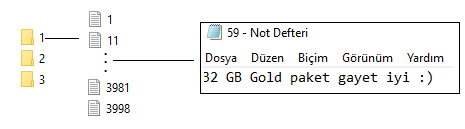 1
2
3
1
11
:
3981
3998
59 - Not Defteri
Dosya Düzen Biçim Görünüm Yardım
32 GB Gold paket gayet iyi :)